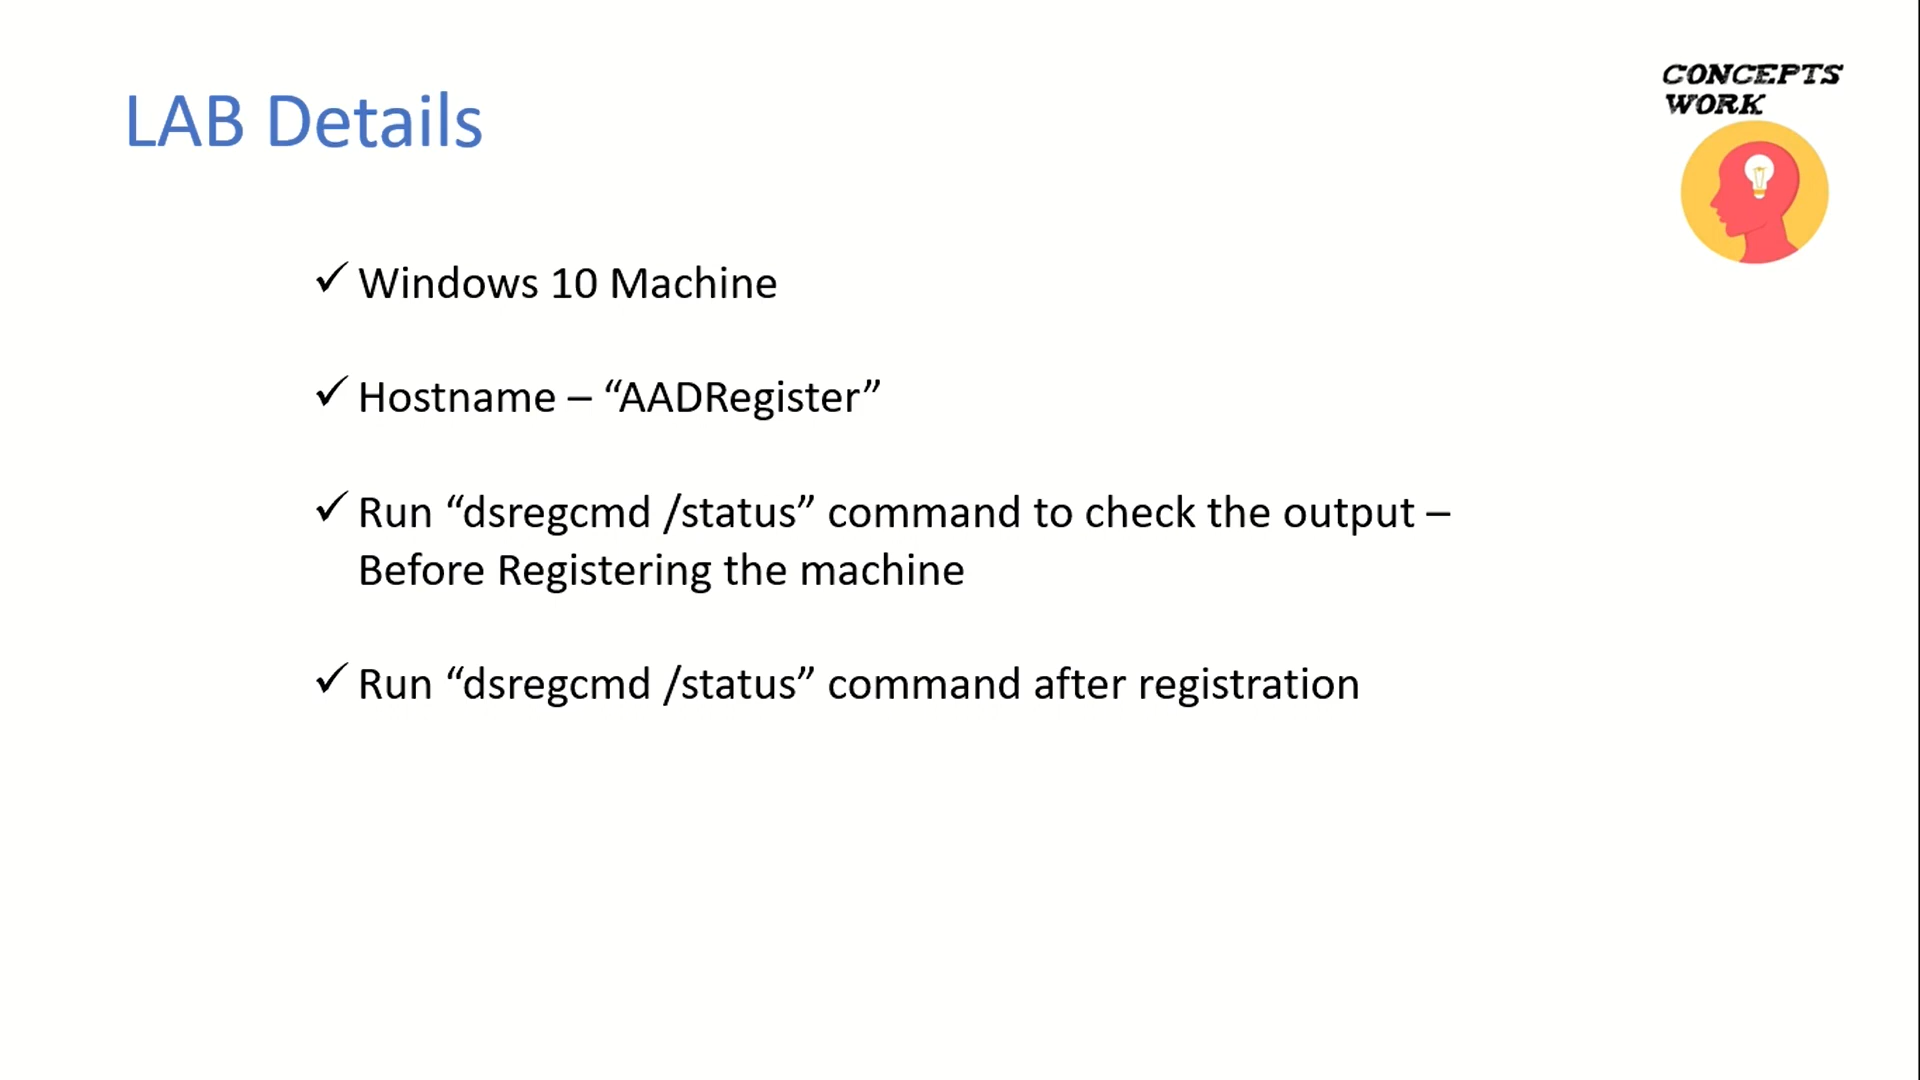 CONCEPTS
WORK
LAB Details
✓ Windows 10 Machine
✓ Hostname – “AADRegister”
✓ Run “dsregcmd /status” command to check the output –
Before Registering the machine
✓ Run “dsregcmd /status” command after registration